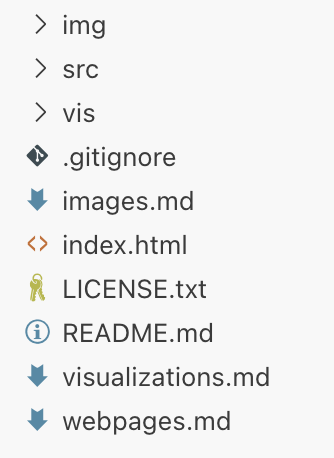 img
src
vis
.gitignore
images.md
index.html
LICENSE.txt
README.md
visualizations.md
webpages.md